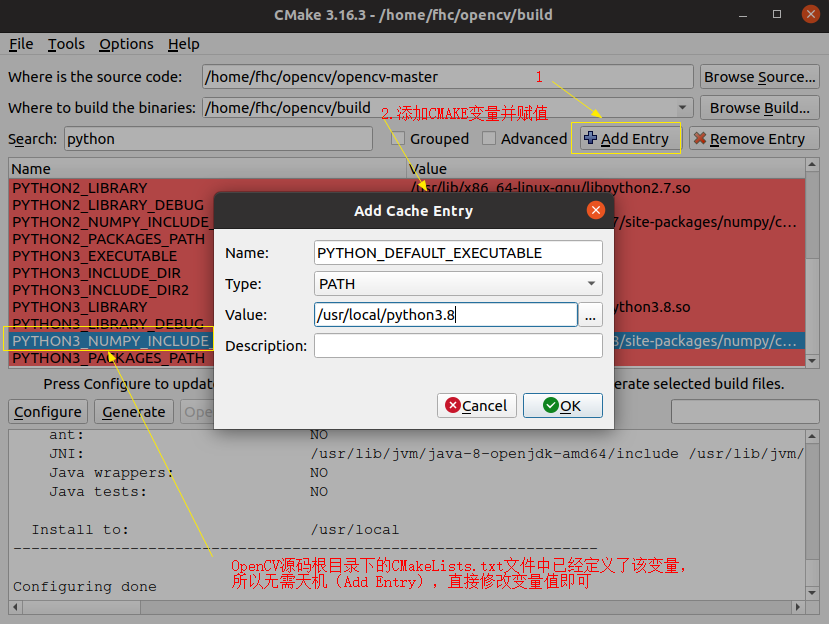 CMake 3.16.3 - /home/fhc/opencv/build
File Tools Options Help
Where is the source code: /home/fhc/opencv/opencv-master 1 Browse Source...
Where to build the binaries: /home/fhc/opencv/build Browse Build...
2.添加CMAKE变量并赋值
Search: python Grouped Advanced Add Entry Remove Entry
Name Value
PYTHON2_LIBRARY /usr/lib/x86_64-linux-gnu/libpython2.7.so
PYTHON2_LIBRARY_DEBUG
PYTHON2_NUMPY_INCLUDE_ 7/site-packages/numpy/c...
PYTHON2_PACKAGES_PATH
PYTHON3_EXECUTABLE
PYTHON3_INCLUDE_DIR
PYTHON3_INCLUDE_DIR2
PYTHON3_LIBRARY ython3.8.so
PYTHON3_LIBRARY_DEBUG
PYTHON3_NUMPY_INCLUDE_ 8/site-packages/numpy/c...
PYTHON3_PACKAGES_PATH
Add Cache Entry
Name: PYTHON_DEFAULT_EXECUTABLE
Type: PATH
Value: /usr/local/python3.8 ...
Description:
Cancel OK
Press Configure to updat erate selected build files.
Configure Generate Ope
ant: NO
JNI: /usr/lib/jvm/java-8-openjdk-amd64/include /usr/lib/jvm/
Java wrappers: NO
Java tests: NO
Install to: /usr/local
-----------------------------------------------------------------
OpenCV源码根目录下的CMakeLists.txt文件中已经定义了该变量,
所以无需天机（Add Entry）,直接修改变量值即可
Configuring done